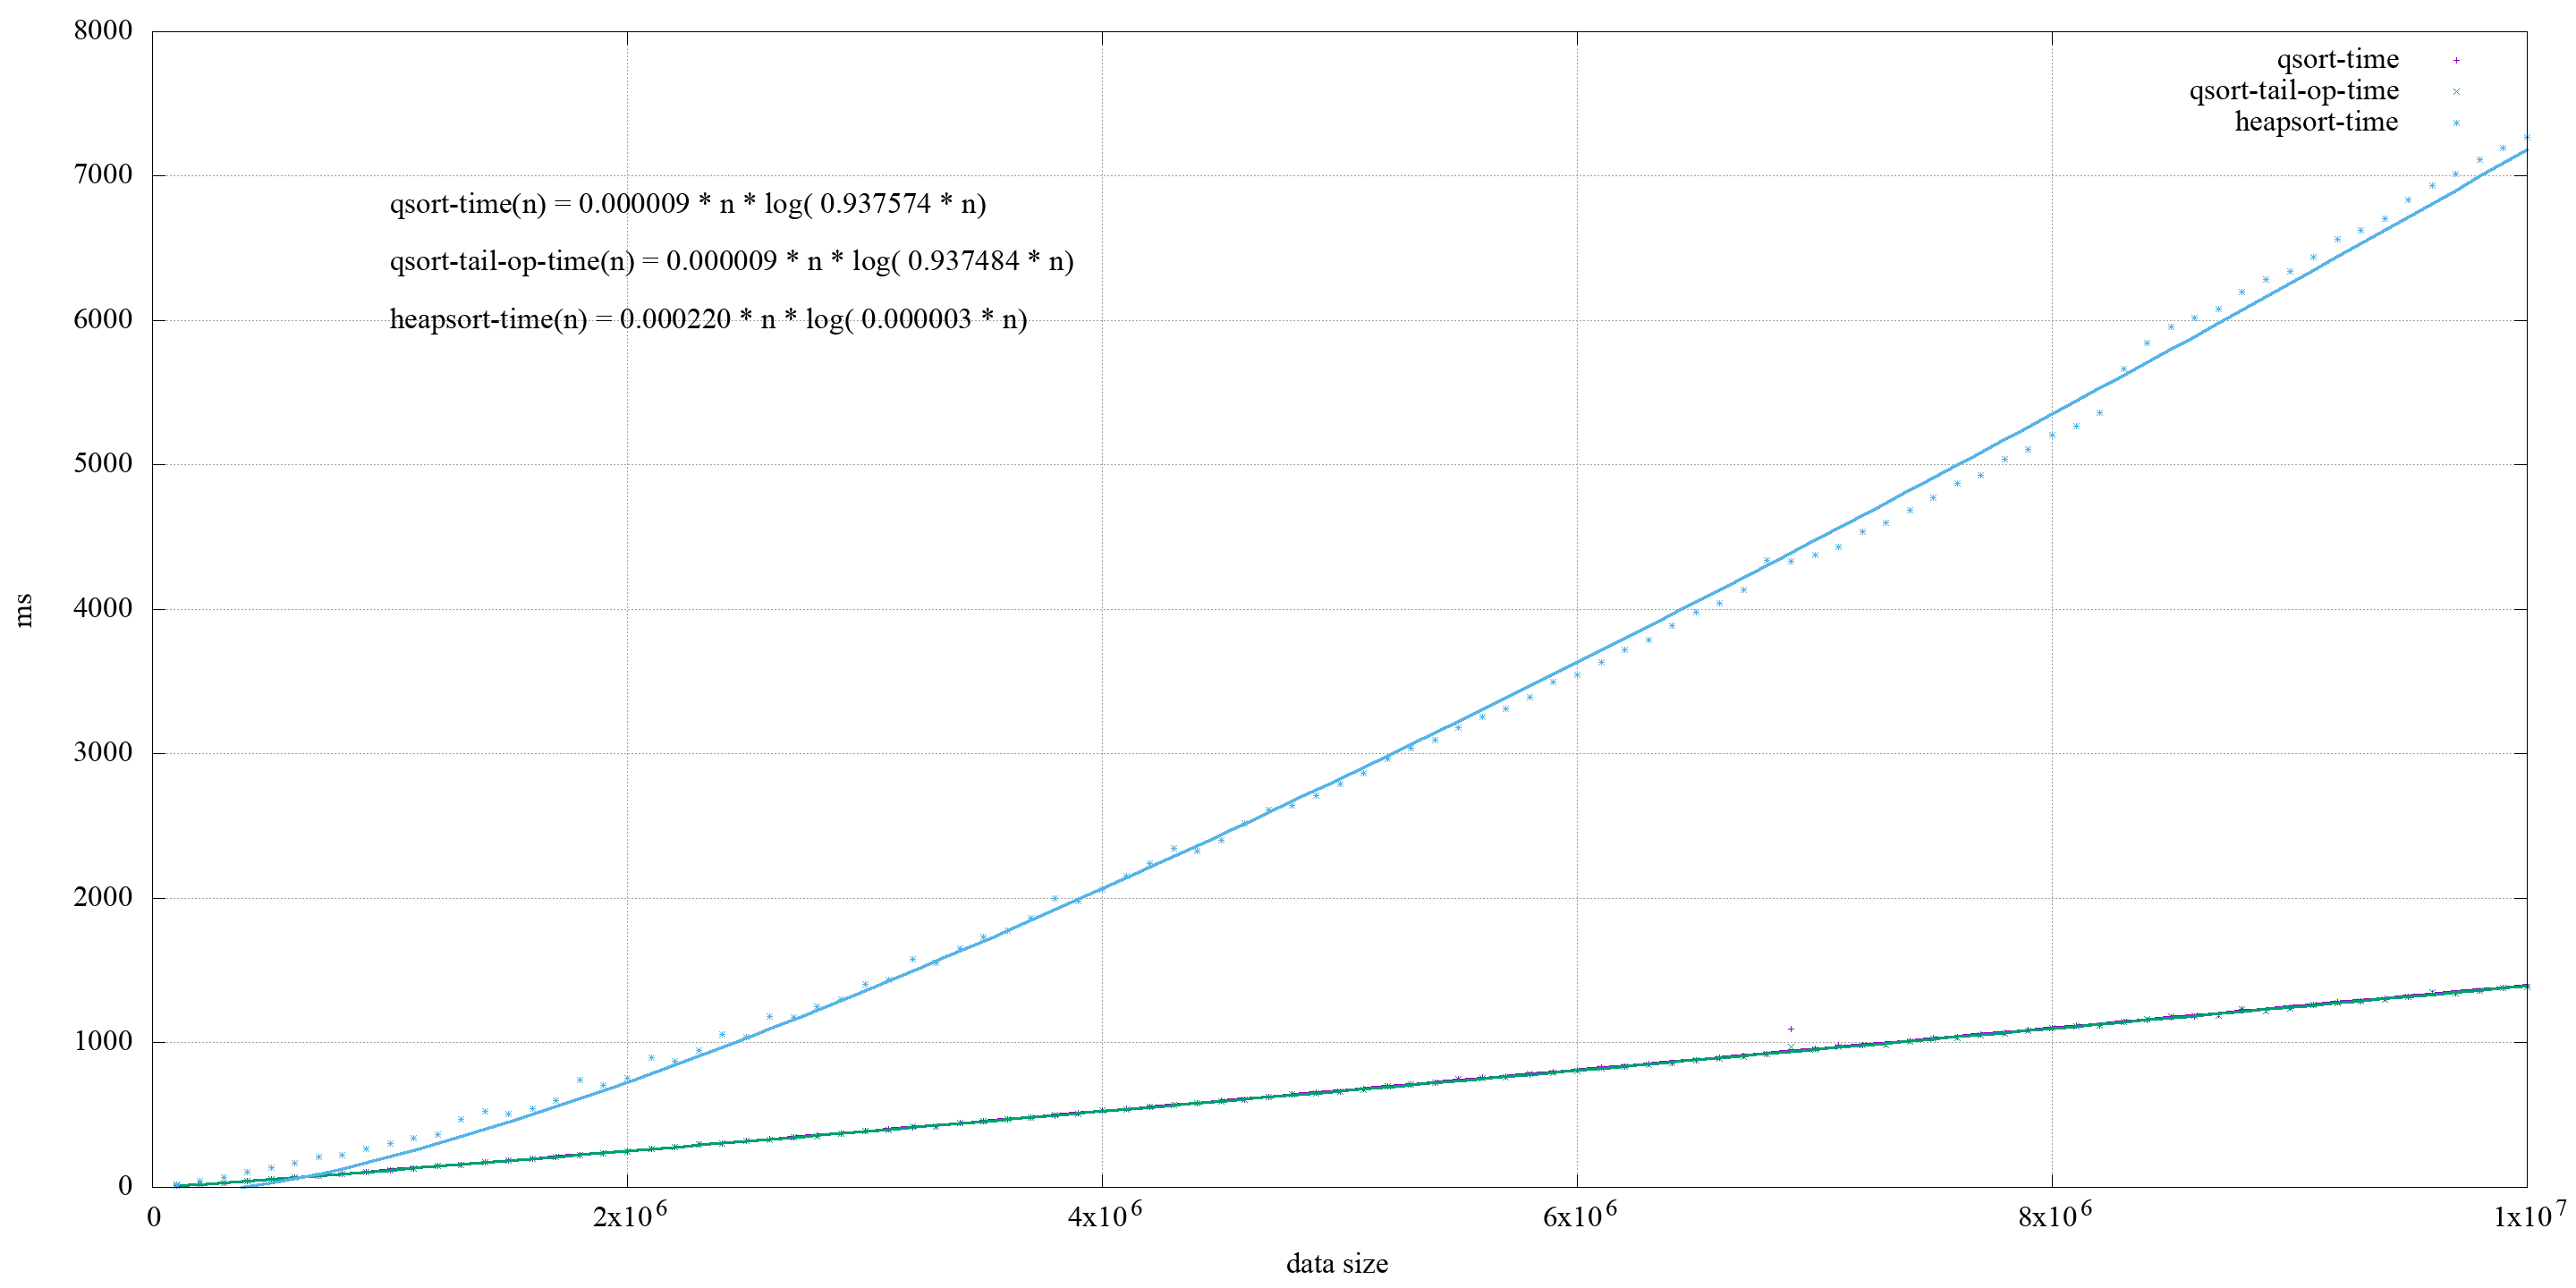 8000
qsort-time
qsort-tail-op-time
heapsort-time
7000
qsort-time(n) = 0.000009 * n * log( 0.937574 * n)
qsort-tail-op-time(n) = 0.000009 * n * log( 0.937484 * n)
6000
heapsort-time(n) = 0.000220 * n * log( 0.000003 * n)
5000
4000
ms
3000
2000
1000
0
0 2x10^6 4x10^6 6x10^6 8x10^6 1x10^7
data size